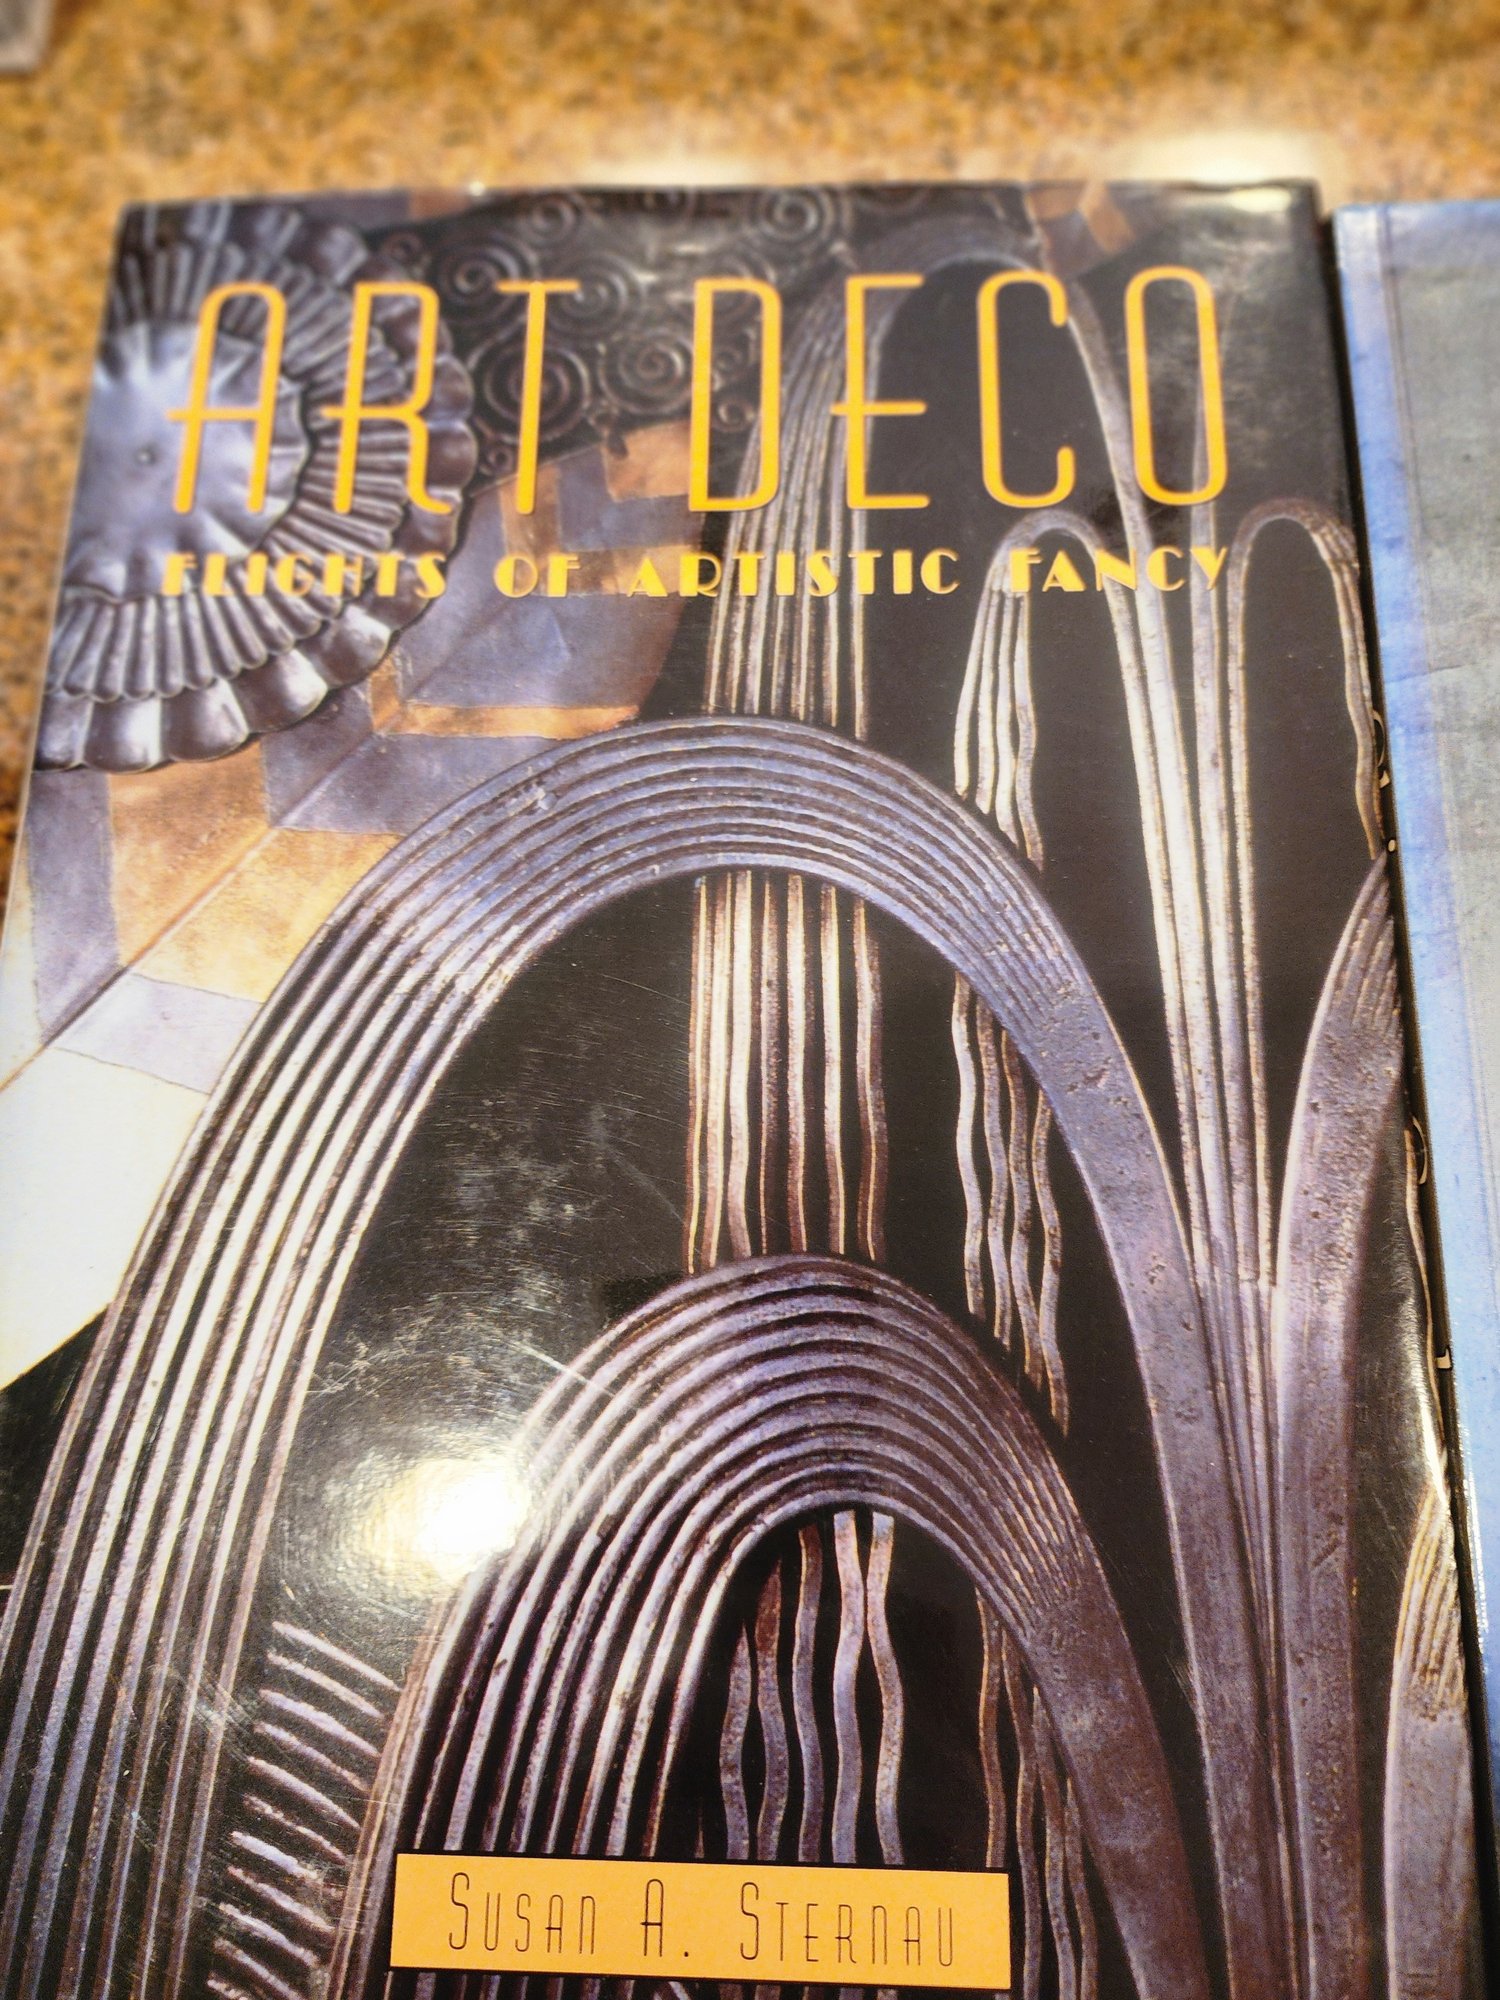 ART DECO
FLIGHTS OF ARTISTIC FANCY
SUSAN A. STERNAU